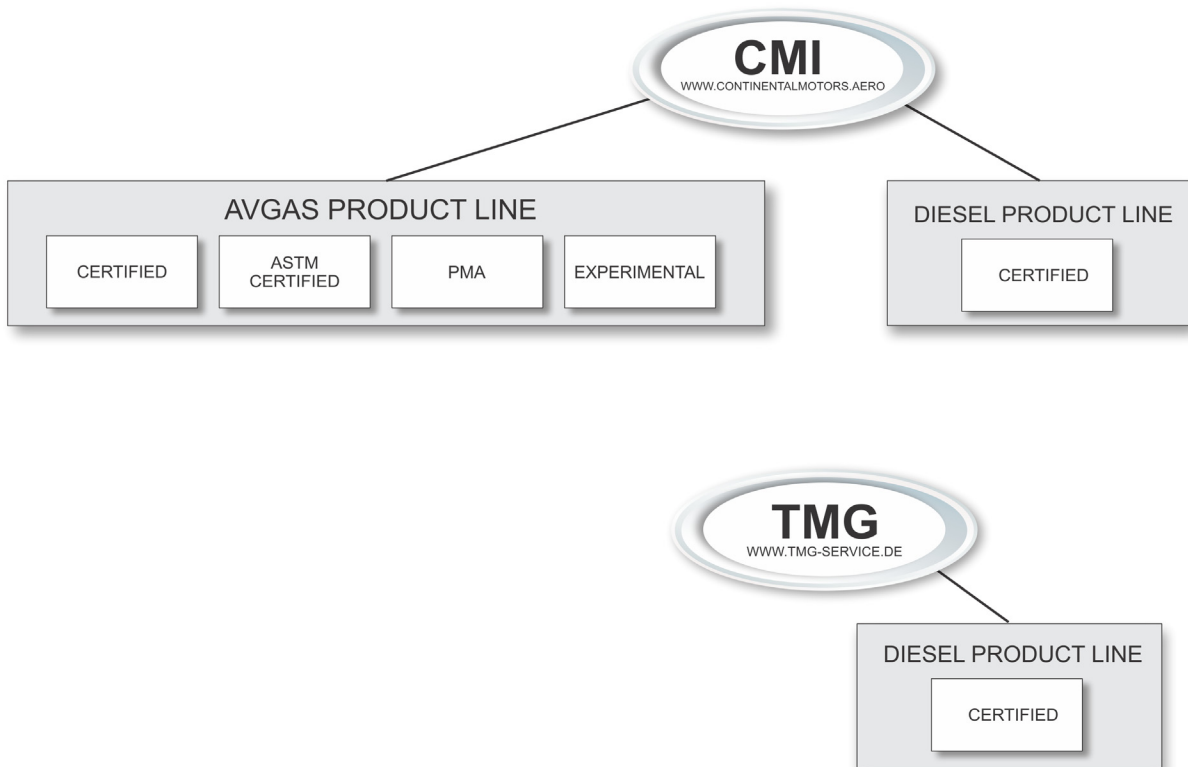 CMI
WWW.CONTINENTALMOTORS.AERO
AVGAS PRODUCT LINE
CERTIFIED
ASTM
CERTIFIED
PMA
EXPERIMENTAL
DIESEL PRODUCT LINE
CERTIFIED
TMG
WWW.TMG-SERVICE.DE
DIESEL PRODUCT LINE
CERTIFIED